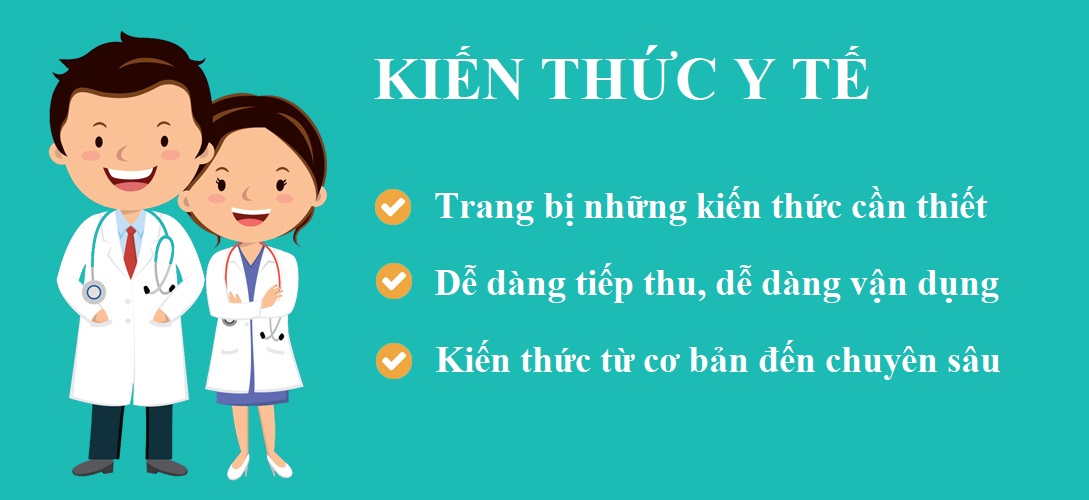 KIẾN THỨC Y TẾ
Trang bị những kiến thức cần thiết
Dễ dàng tiếp thu, dễ dàng vận dụng
Kiến thức từ cơ bản đến chuyên sâu